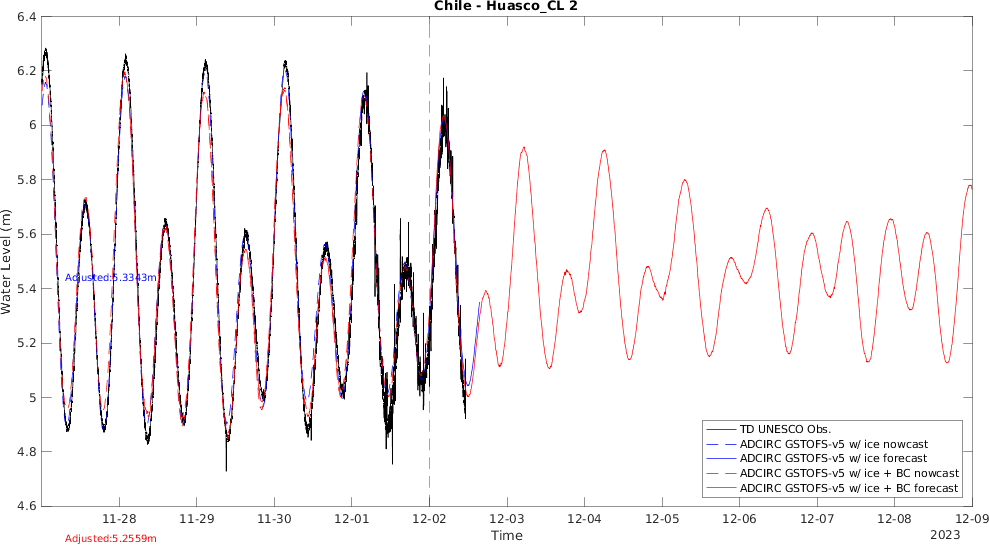 Chile - Huasco_CL 2
6.4
6.2
6
5.8
5.6
5.4
5.2
5
4.8
4.6
Water Level (m)
Adjusted:5.3343m
TD UNESCO Obs.
ADCIRC GSTOFS-v5 w/ ice nowcast
ADCIRC GSTOFS-v5 w/ ice forecast
ADCIRC GSTOFS-v5 w/ ice + BC nowcast
ADCIRC GSTOFS-v5 w/ ice + BC forecast
11-28 11-29 11-30 12-01 12-02 12-03 12-04 12-05 12-06 12-07 12-08 12-09
Time
2023
Adjusted:5.2559m